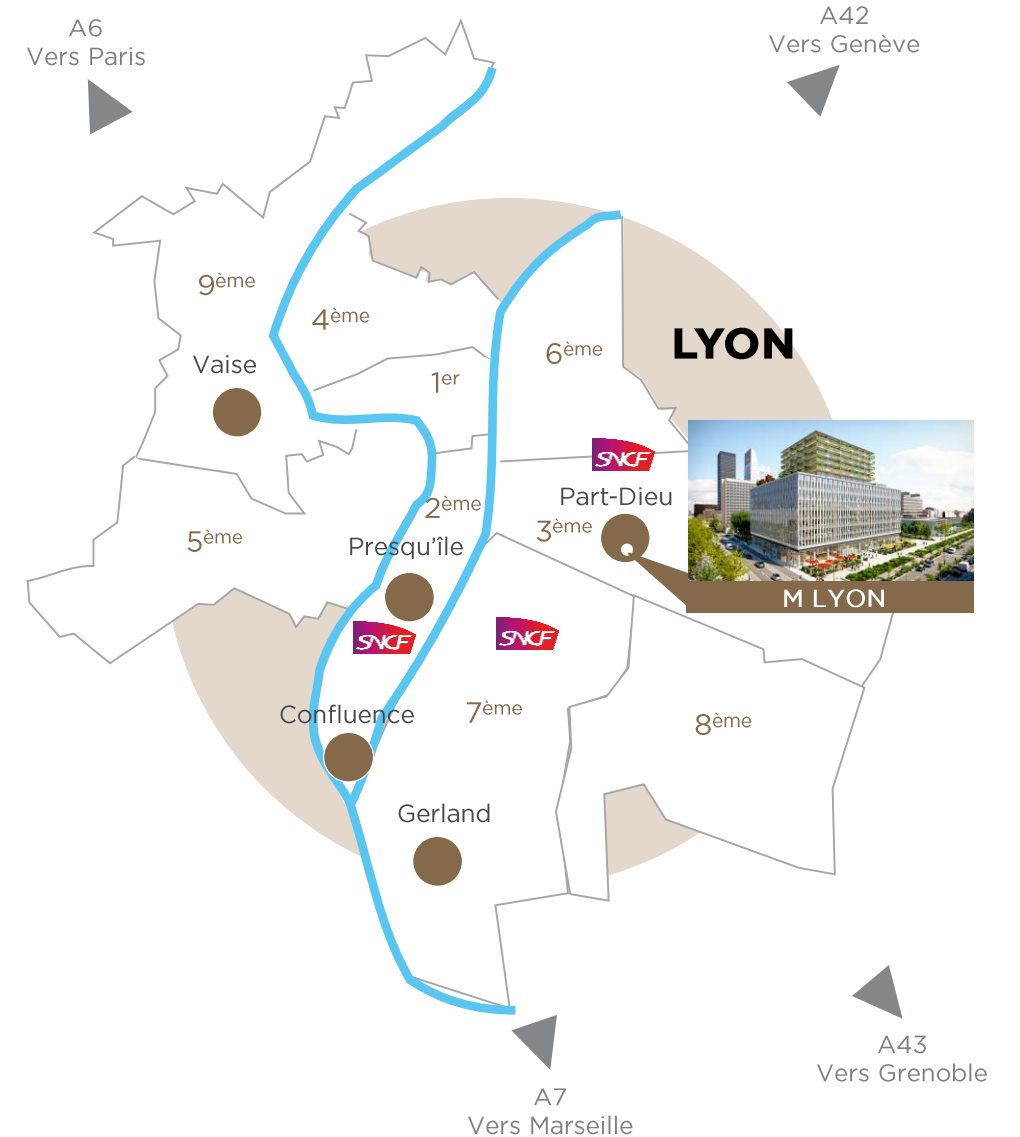 A6
Vers Paris
A42
Vers Genève
9ème
4ème
6ème
LYON
Vaise
1er
SNCF
Part-Dieu
2ème
3ème
5ème
Presqu'île
M LYON
SNCF
SNCF
Confluence
7ème
8ème
Gerland
A43
Vers Grenoble
A7
Vers Marseille